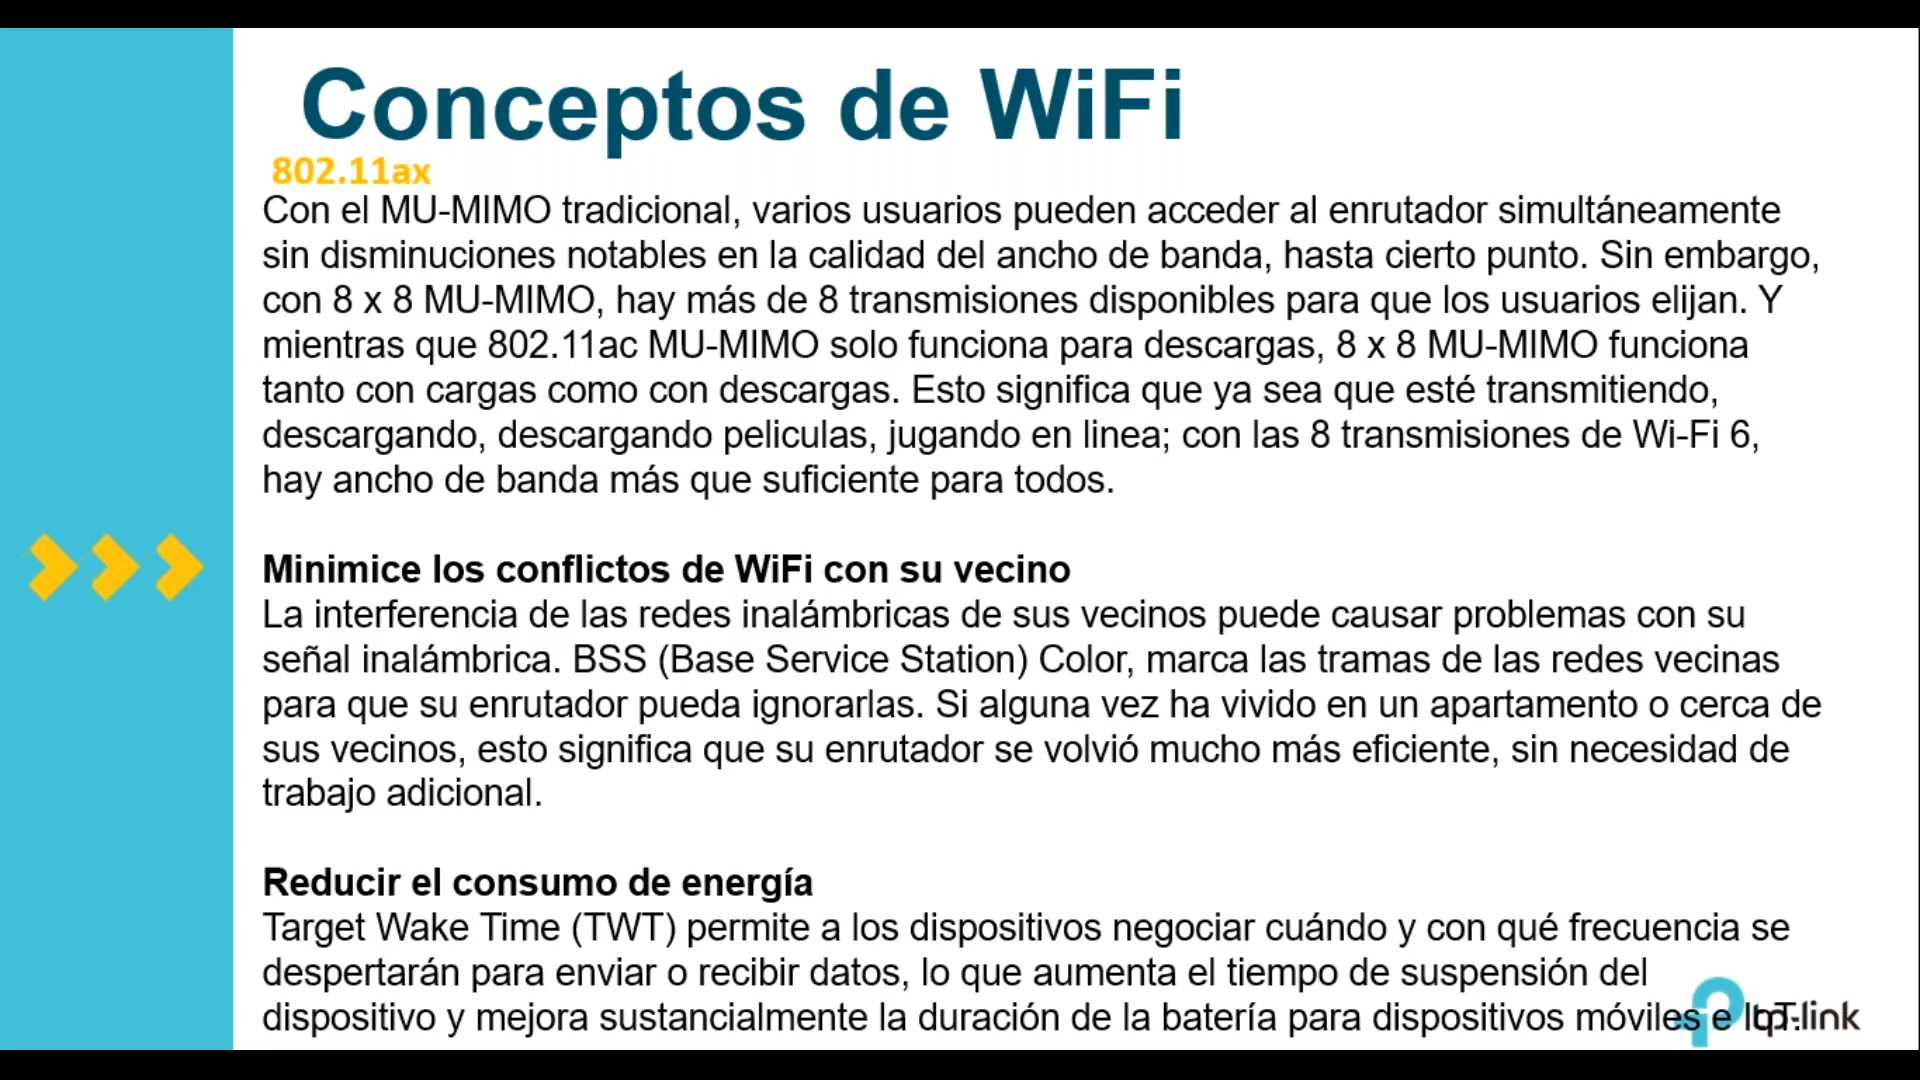 Conceptos de WiFi
802.11ax
Con el MU-MIMO tradicional, varios usuarios pueden acceder al enrutador simultáneamente
sin disminuciones notables en la calidad del ancho de banda, hasta cierto punto. Sin embargo,
con 8 x 8 MU-MIMO, hay más de 8 transmisiones disponibles para que los usuarios elijan. Y
mientras que 802.11ac MU-MIMO solo funciona para descargas, 8 x 8 MU-MIMO funciona
tanto con cargas como con descargas. Esto significa que ya sea que esté transmitiendo,
descargando, descargando peliculas, jugando en linea; con las 8 transmisiones de Wi-Fi 6,
hay ancho de banda más que suficiente para todos.
Minimice los conflictos de WiFi con su vecino
La interferencia de las redes inalámbricas de sus vecinos puede causar problemas con su
señal inalámbrica. BSS (Base Service Station) Color, marca las tramas de las redes vecinas
para que su enrutador pueda ignorarlas. Si alguna vez ha vivido en un apartamento o cerca de
sus vecinos, esto significa que su enrutador se volvió mucho más eficiente, sin necesidad de
trabajo adicional.
Reducir el consumo de energía
Target Wake Time (TWT) permite a los dispositivos negociar cuándo y con qué frecuencia se
despertarán para enviar o recibir datos, lo que aumenta el tiempo de suspensión del
dispositivo y mejora sustancialmente la duración de la batería para dispositivos móviles e IoT.
tp-link